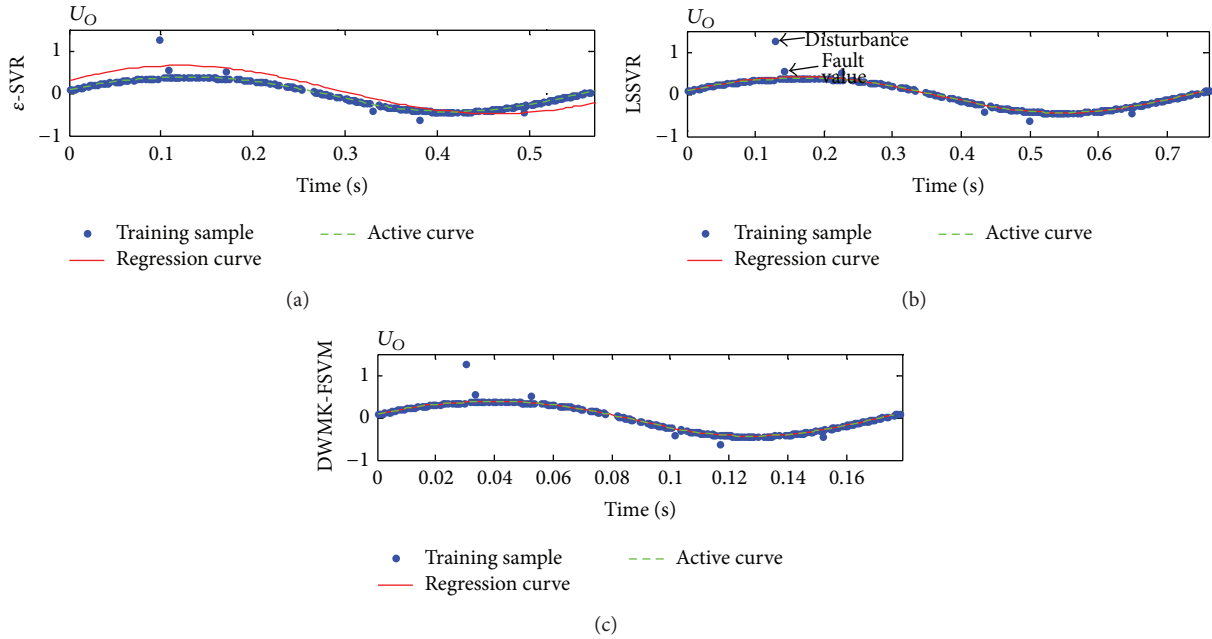 U_O
ε-SVR
1
0
−1
0 0.1 0.2 0.3 0.4 0.5
Time (s)
Training sample Active curve
Regression curve
(a)
U_O
LSSVR
1
0
−1
Disturbance
Fault
value
0 0.1 0.2 0.3 0.4 0.5 0.6 0.7
Time (s)
Training sample Active curve
Regression curve
(b)
U_O
DWMK-FSVM
1
0
−1
0 0.02 0.04 0.06 0.08 0.1 0.12 0.14 0.16
Time (s)
Training sample Active curve
Regression curve
(c)